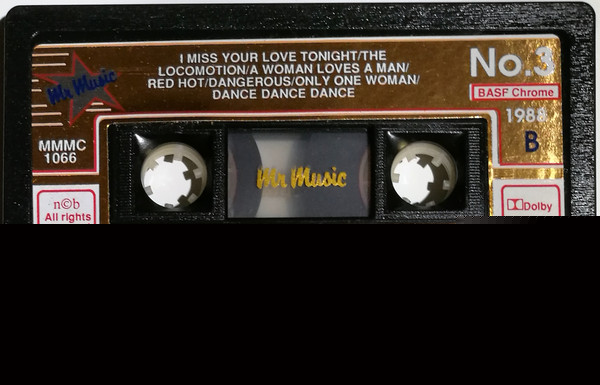 I MISS YOUR LOVE TONIGHT/THE
LOCOMOTION/A WOMAN LOVES A MAN/
RED HOT/DANGEROUS/ONLY ONE WOMAN/
DANCE DANCE DANCE
No.3
BASF Chrome
1988
B
Mr Music
MMMC
1066
Mr Music
n©b
All rights
Dolby